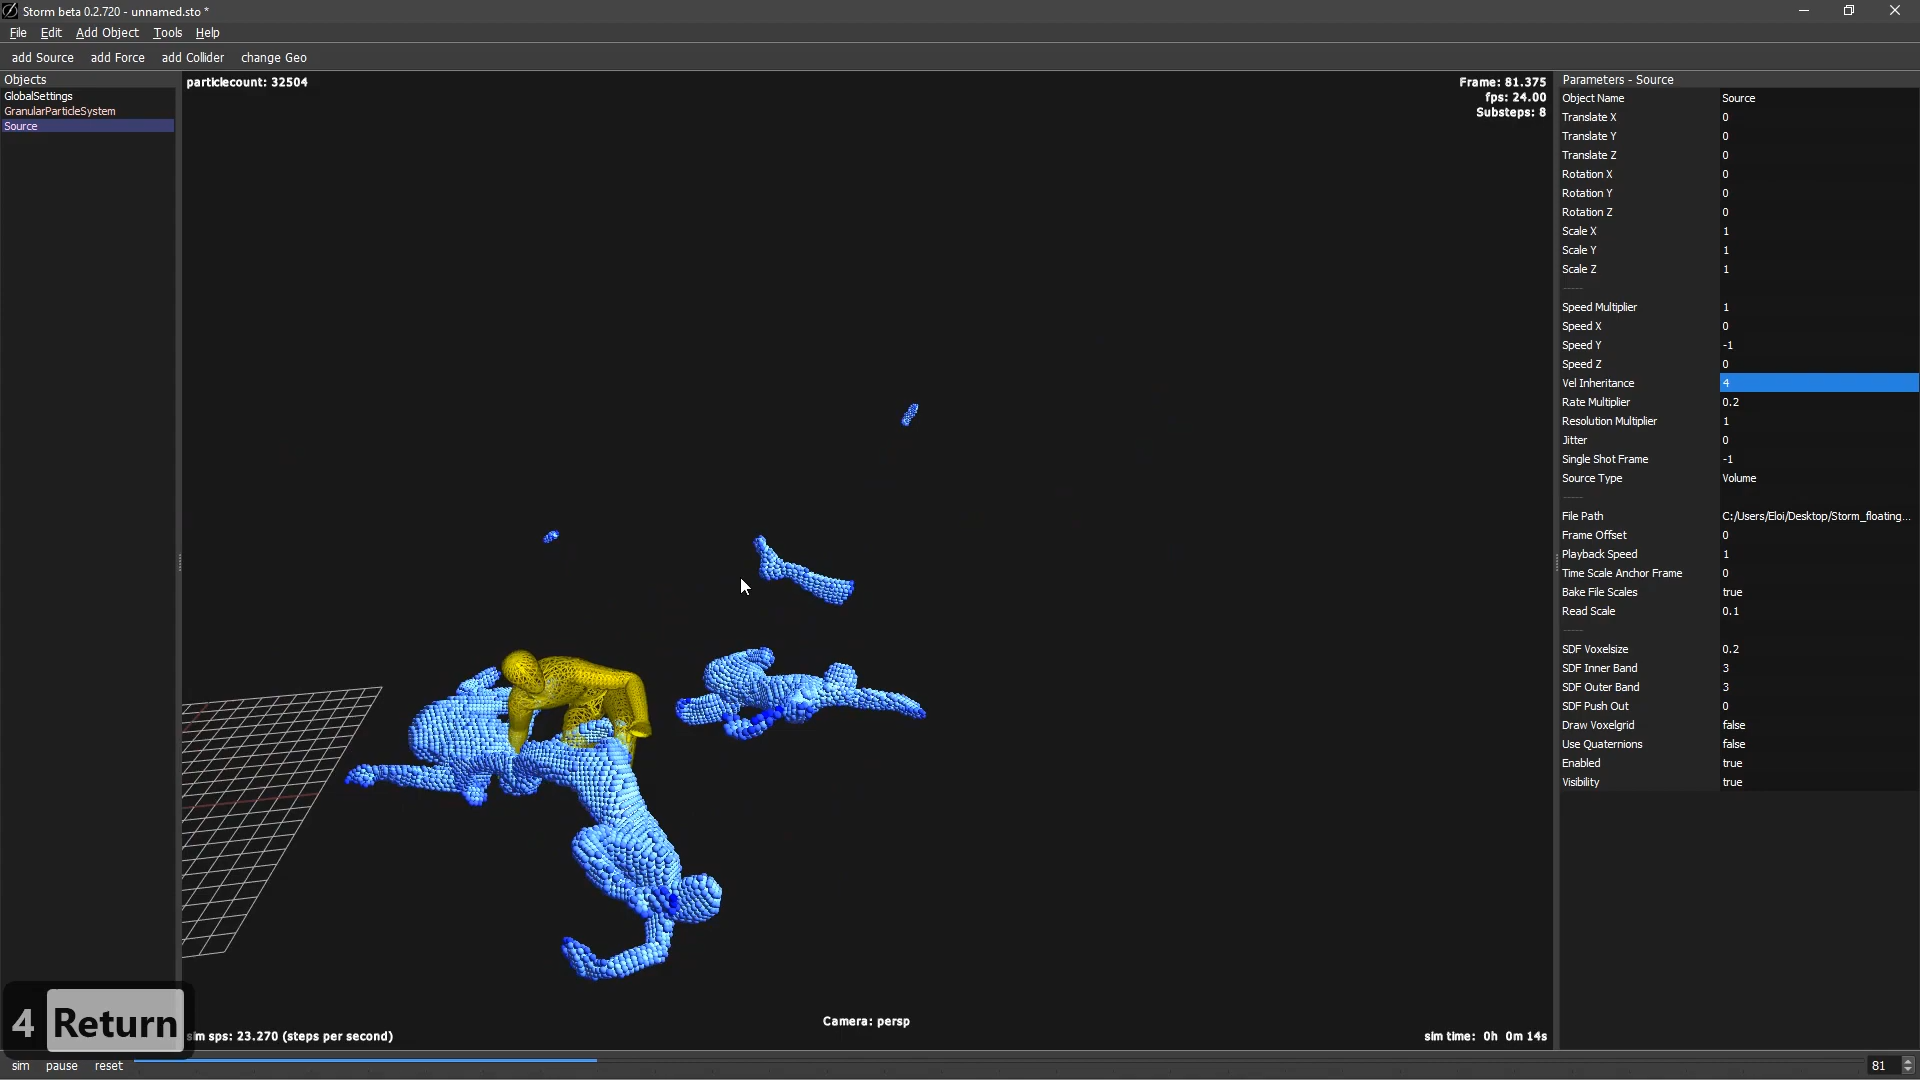 Storm beta 0.2.720 - unnamed.sto *
File Edit Add Object Tools Help
add Source add Force add Collider change Geo
Objects
GlobalSettings
GranularParticleSystem
Source
particlecount: 32504
Frame: 81.375
fps: 24.00
Substeps: 8
Parameters - Source
Object Name Source
Translate X 0
Translate Y 0
Translate Z 0
Rotation X 0
Rotation Y 0
Rotation Z 0
Scale X 1
Scale Y 1
Scale Z 1
------
Speed Multiplier 1
Speed X 0
Speed Y -1
Speed Z 0
Vel Inheritance 4
Rate Multiplier 0.2
Resolution Multiplier 1
Jitter 0
Single Shot Frame -1
Source Type Volume
------
File Path C:/Users/Eloi/Desktop/Storm_floating...
Frame Offset 0
Playback Speed 1
Time Scale Anchor Frame 0
Bake File Scales true
Read Scale 0.1
------
SDF Voxelsize 0.2
SDF Inner Band 3
SDF Outer Band 3
SDF Push Out 0
Draw Voxelgrid false
Use Quaternions false
Enabled true
Visibility true
4 Return
Camera: persp
sim sps: 23.270 (steps per second)
sim time: 0h 0m 14s
sim pause reset
81